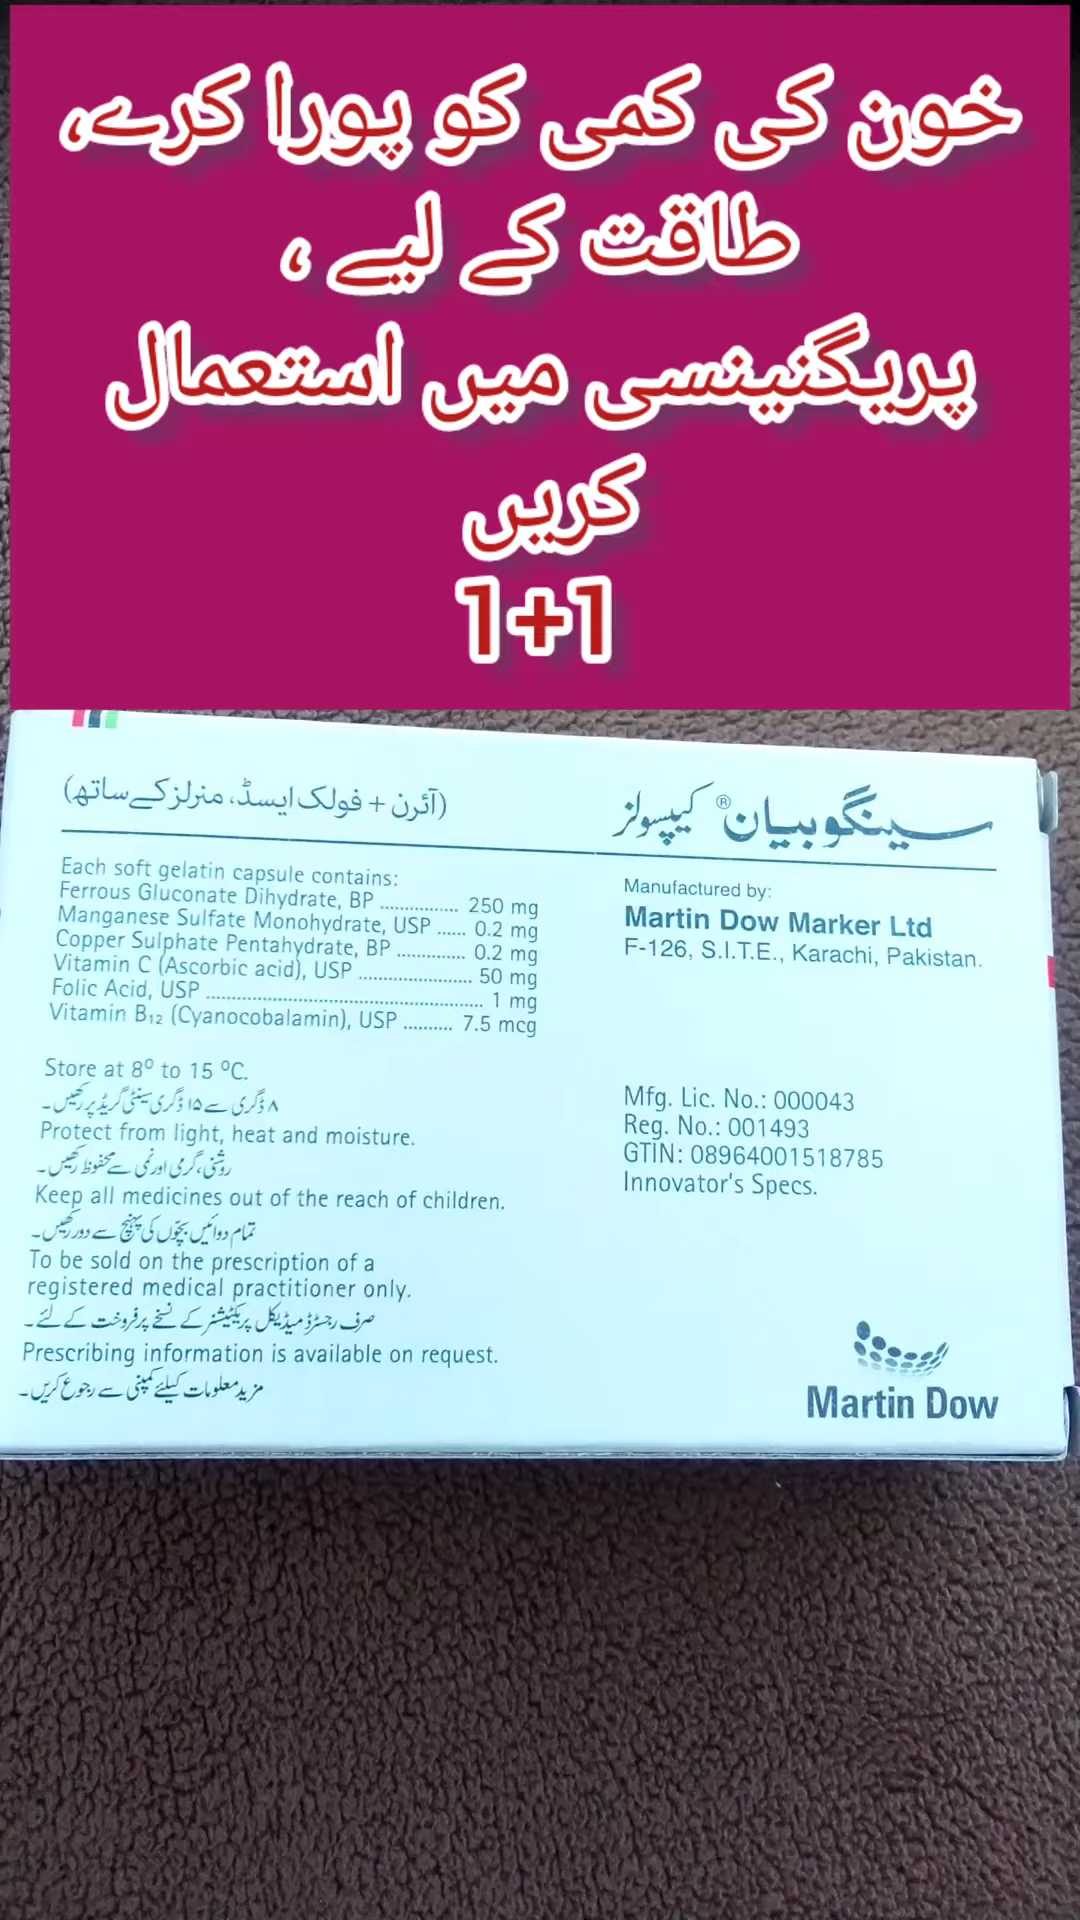 خون کی کمی کو پورا کرے،
طاقت کے لیے ،
پریگنینسی میں استعمال
کریں
1+1
سینگوبیان® کیپسولز
(آئرن + فولک ایسڈ، منرلز کے ساتھ)
Each soft gelatin capsule contains:
Ferrous Gluconate Dihydrate, BP ............... 250 mg
Manganese Sulfate Monohydrate, USP ...... 0.2 mg
Copper Sulphate Pentahydrate, BP ............. 0.2 mg
Vitamin C (Ascorbic acid), USP ..................... 50 mg
Folic Acid, USP .................................................... 1 mg
Vitamin B₁₂ (Cyanocobalamin), USP .......... 7.5 mcg
Store at 8º to 15 ºC.
۸ ڈگری سے ۱۵ ڈگری سینٹی گریڈ پر رکھیں۔
Protect from light, heat and moisture.
روشنی، گرمی اور نمی سے محفوظ رکھیں۔
Keep all medicines out of the reach of children.
تمام دوائیں بچّوں کی پہنچ سے دور رکھیں۔
To be sold on the prescription of a
registered medical practitioner only.
صرف رجسٹرڈ میڈیکل پریکٹیشنر کے نسخے پر فروخت کے لئے۔
Prescribing information is available on request.
مزید معلومات کیلئے کمپنی سے رجوع کریں۔
Manufactured by:
Martin Dow Marker Ltd
F-126, S.I.T.E., Karachi, Pakistan.
Mfg. Lic. No.: 000043
Reg. No.: 001493
GTIN: 08964001518785
Innovator's Specs.
Martin Dow